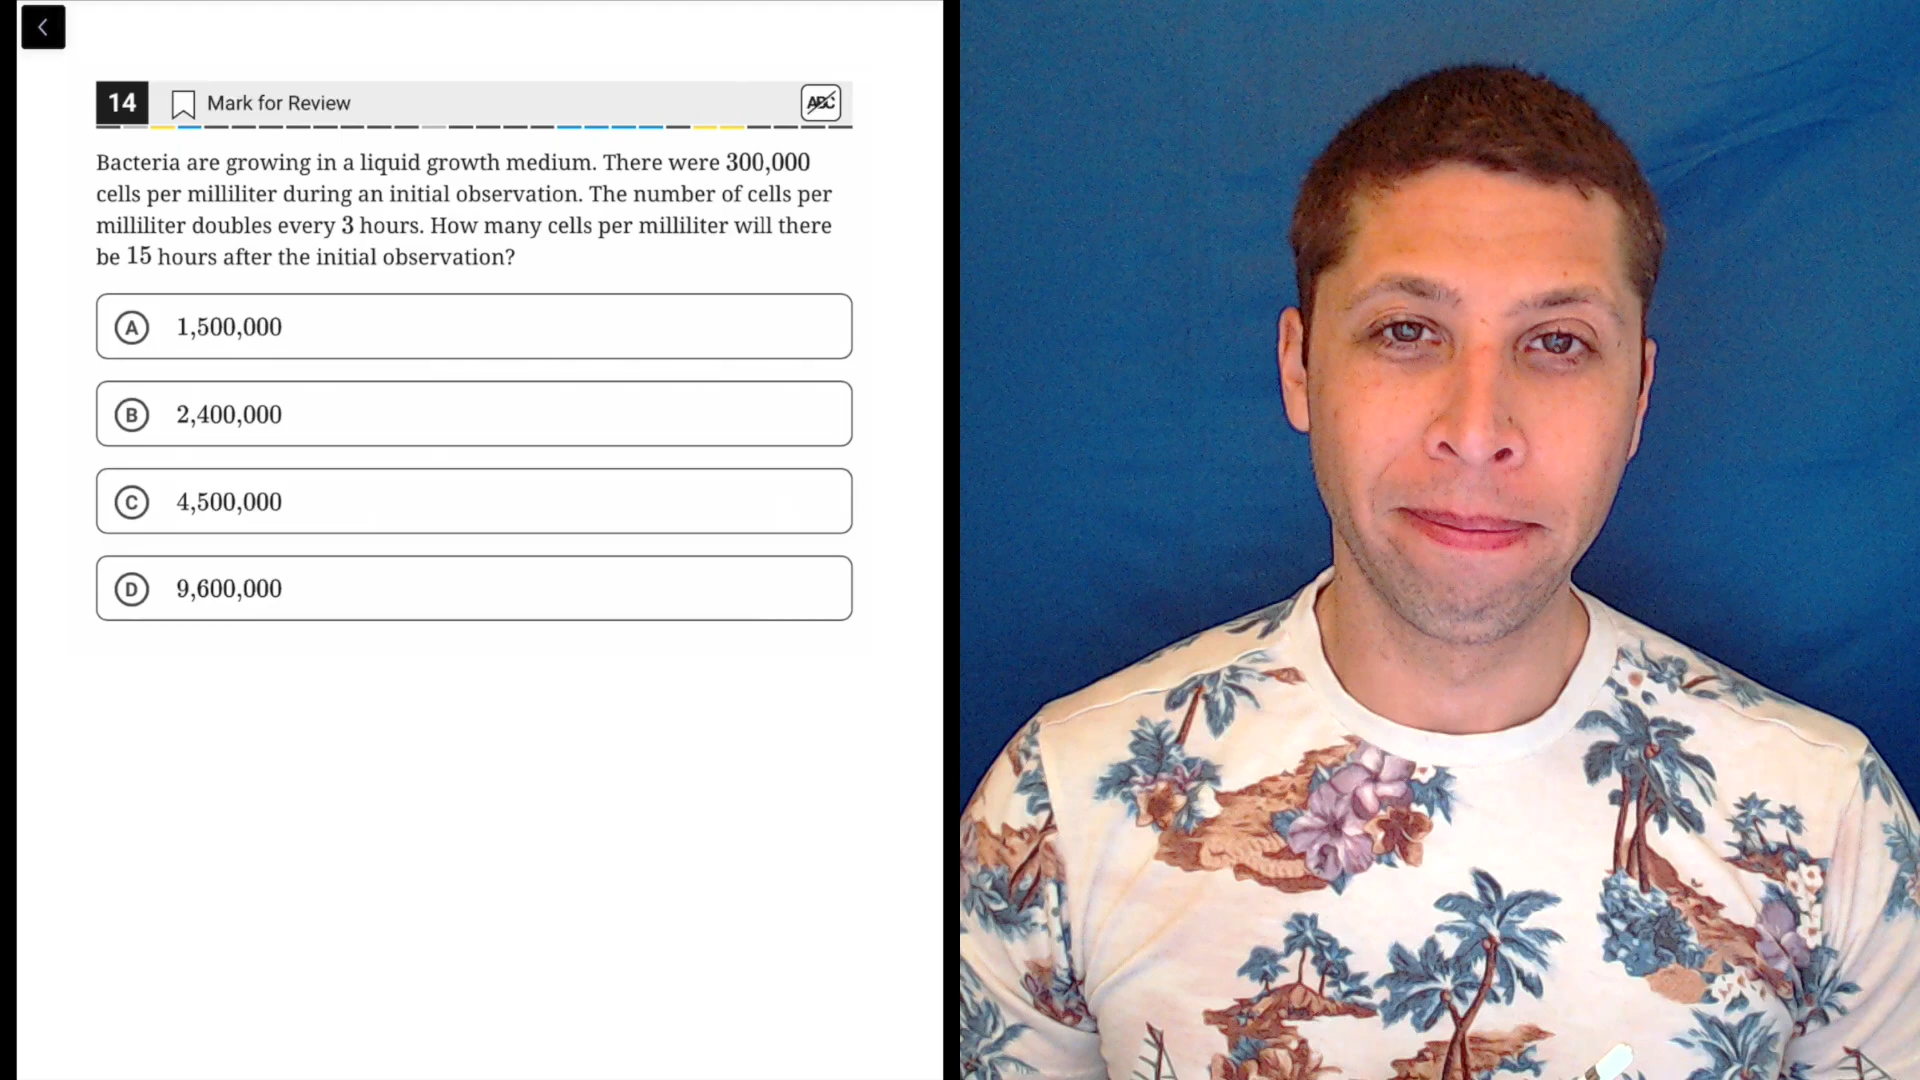 14 Mark for Review ABC
Bacteria are growing in a liquid growth medium. There were 300,000
cells per milliliter during an initial observation. The number of cells per
milliliter doubles every 3 hours. How many cells per milliliter will there
be 15 hours after the initial observation?
A 1,500,000
B 2,400,000
C 4,500,000
D 9,600,000